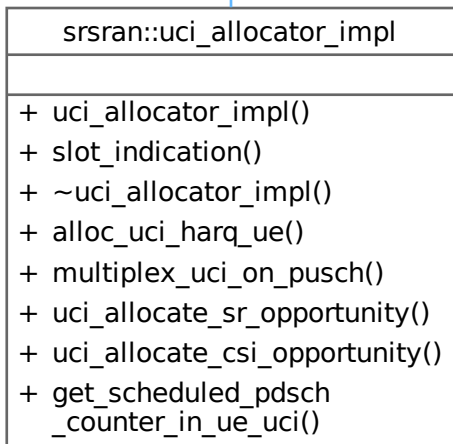 srsran::uci_allocator_impl
+ uci_allocator_impl()
+ slot_indication()
+ ~uci_allocator_impl()
+ alloc_uci_harq_ue()
+ multiplex_uci_on_pusch()
+ uci_allocate_sr_opportunity()
+ uci_allocate_csi_opportunity()
+ get_scheduled_pdsch
_counter_in_ue_uci()